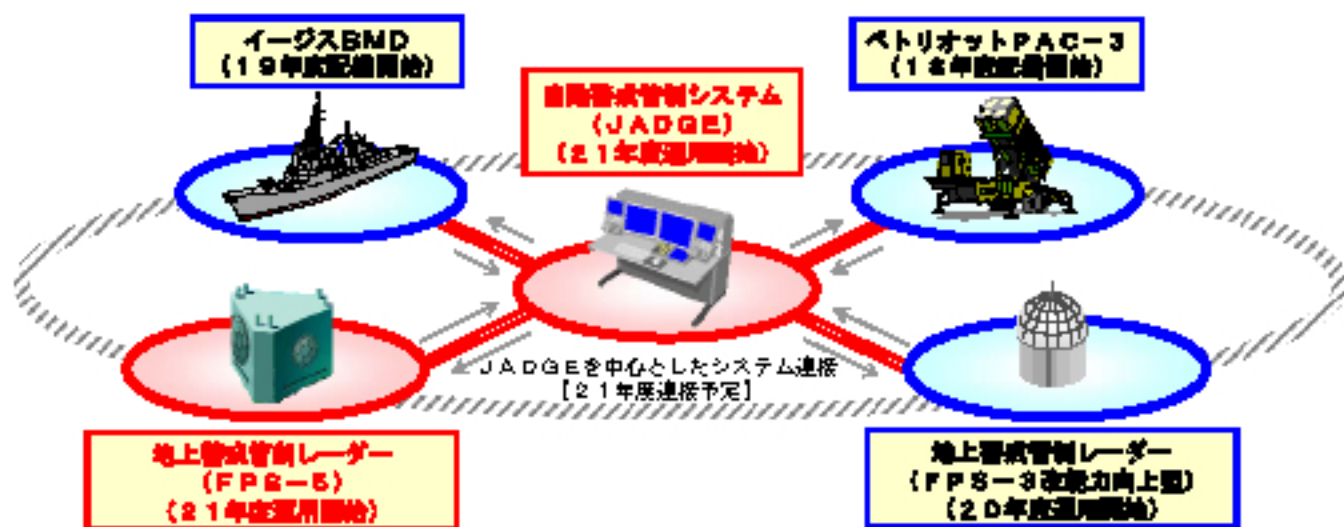 イージスBMD
(19年度配備開始)
ペトリオットPAC-3
(18年度配備開始)
自動警戒管制システム
(JADGE)
(21年度運用開始)
JADGEを中心としたシステム連接
【21年度連接予定】
地上警戒管制レーダー
(FPS-5)
(21年度運用開始)
地上警戒管制レーダー
(FPS-3改能力向上型)
(20年度運用開始)